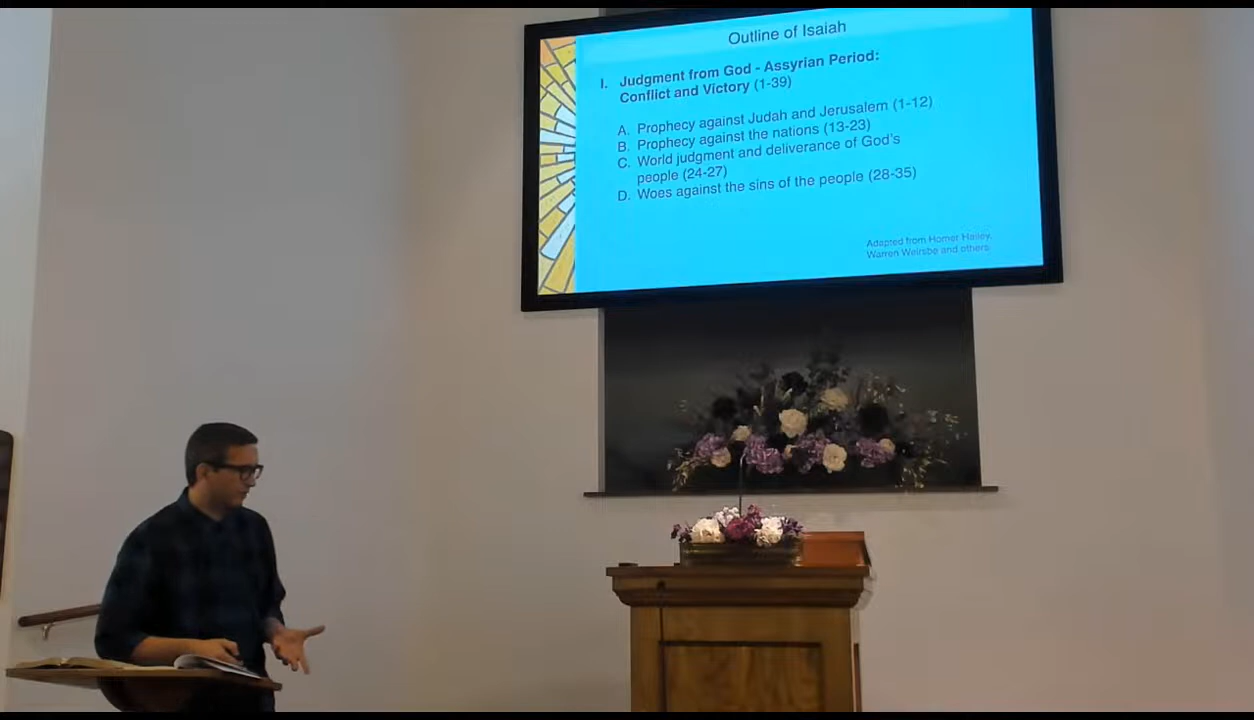 Outline of Isaiah
I. Judgment from God - Assyrian Period:
Conflict and Victory (1-39)
A. Prophecy against Judah and Jerusalem (1-12)
B. Prophecy against the nations (13-23)
C. World judgment and deliverance of God's
people (24-27)
D. Woes against the sins of the people (28-35)
Adapted from Homer Hailey,
Warren Weirsbe and others